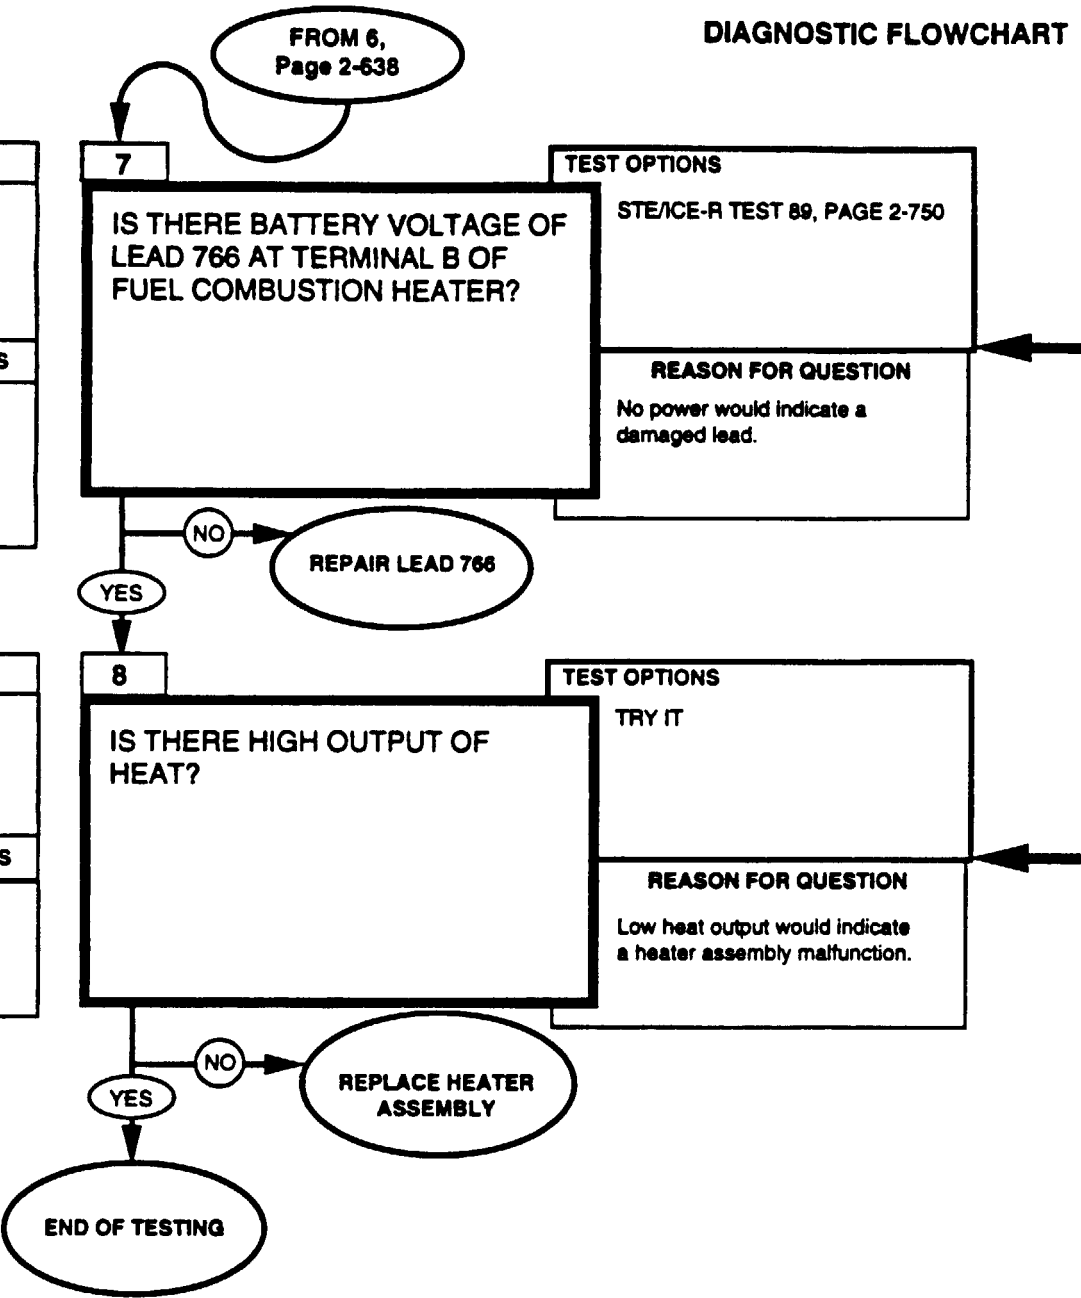 DIAGNOSTIC FLOWCHART
FROM 6,
Page 2-638
7
IS THERE BATTERY VOLTAGE OF
LEAD 766 AT TERMINAL B OF
FUEL COMBUSTION HEATER?
TEST OPTIONS
STE/ICE-R TEST 89, PAGE 2-750
REASON FOR QUESTION
No power would indicate a
damaged lead.
S
NO
REPAIR LEAD 766
YES
8
IS THERE HIGH OUTPUT OF
HEAT?
TEST OPTIONS
TRY IT
REASON FOR QUESTION
Low heat output would indicate
a heater assembly malfunction.
S
NO
REPLACE HEATER
ASSEMBLY
YES
END OF TESTING